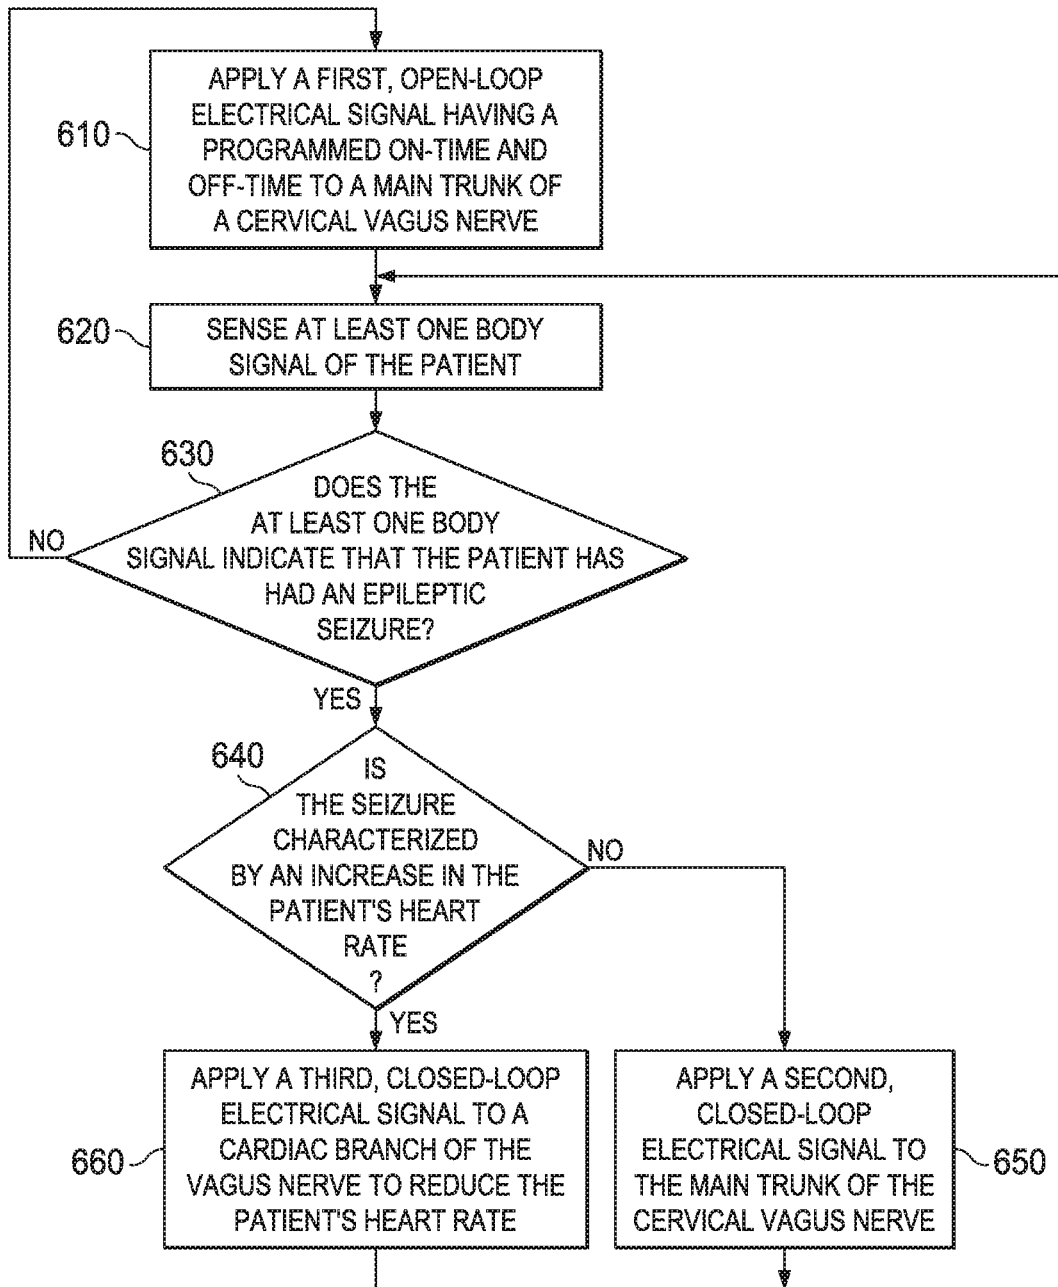 610
APPLY A FIRST, OPEN-LOOP
ELECTRICAL SIGNAL HAVING A
PROGRAMMED ON-TIME AND
OFF-TIME TO A MAIN TRUNK OF
A CERVICAL VAGUS NERVE
620
SENSE AT LEAST ONE BODY
SIGNAL OF THE PATIENT
630
NO
DOES THE
AT LEAST ONE BODY
SIGNAL INDICATE THAT THE PATIENT HAS
HAD AN EPILEPTIC
SEIZURE?
YES
640
IS
THE SEIZURE
CHARACTERIZED
BY AN INCREASE IN THE
PATIENT'S HEART
RATE
?
NO
YES
660
APPLY A THIRD, CLOSED-LOOP
ELECTRICAL SIGNAL TO A
CARDIAC BRANCH OF THE
VAGUS NERVE TO REDUCE THE
PATIENT'S HEART RATE
APPLY A SECOND,
CLOSED-LOOP
ELECTRICAL SIGNAL TO
THE MAIN TRUNK OF THE
CERVICAL VAGUS NERVE
650